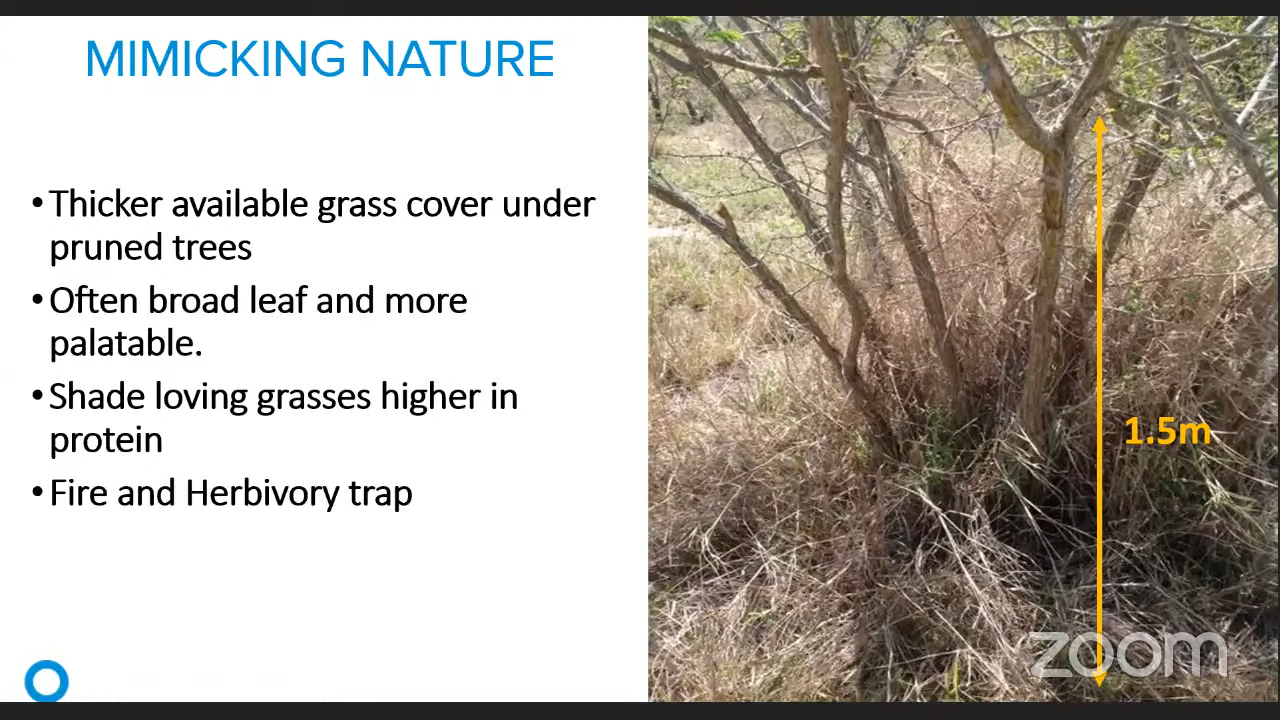 MIMICKING NATURE
•Thicker available grass cover under
pruned trees
•Often broad leaf and more
palatable.
•Shade loving grasses higher in
protein
•Fire and Herbivory trap
1.5m
zoom